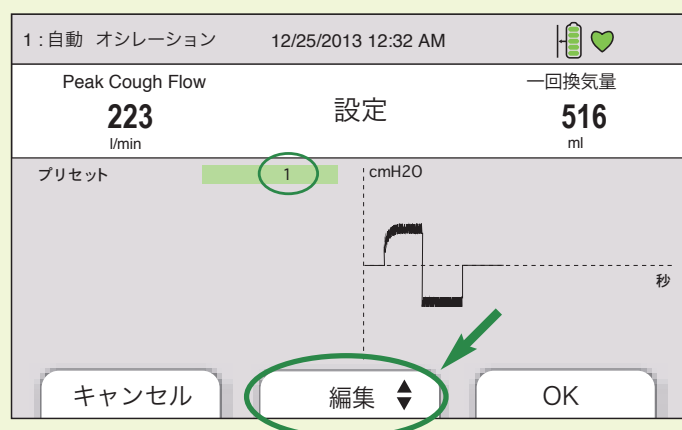 1:自動 オシレーション 12/25/2013 12:32 AM
Peak Cough Flow
223
l/min
設定
一回換気量
516
ml
プリセット 1
cmH2O
秒
キャンセル 編集 OK